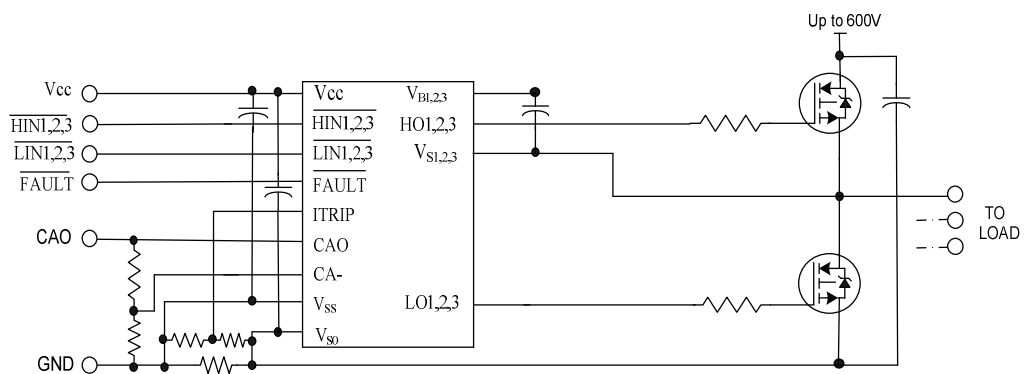 Up to 600V
Vcc
HIN1,2,3
LIN1,2,3
FAULT
CAO
GND
Vcc
HIN1,2,3
LIN1,2,3
FAULT
ITRIP
CAO
CA-
VSS
VSO
VB1,2,3
HO1,2,3
VS1,2,3
LO1,2,3
TO
LOAD